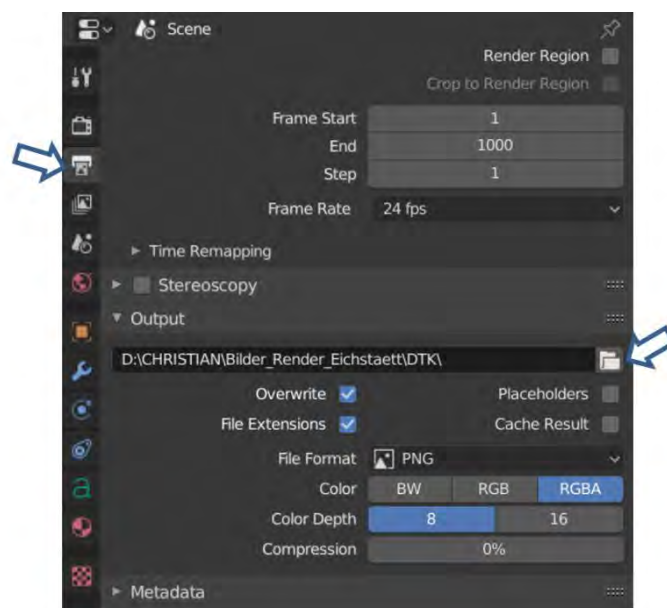 Scene
Render Region
Crop to Render Region
Frame Start 1
End 1000
Step 1
Frame Rate 24 fps
Time Remapping
Stereoscopy
Output
D:\CHRISTIAN\Bilder_Render_Eichstaett\DTK\
Overwrite Placeholders
File Extensions Cache Result
File Format PNG
Color BW RGB RGBA
Color Depth 8 16
Compression 0%
Metadata